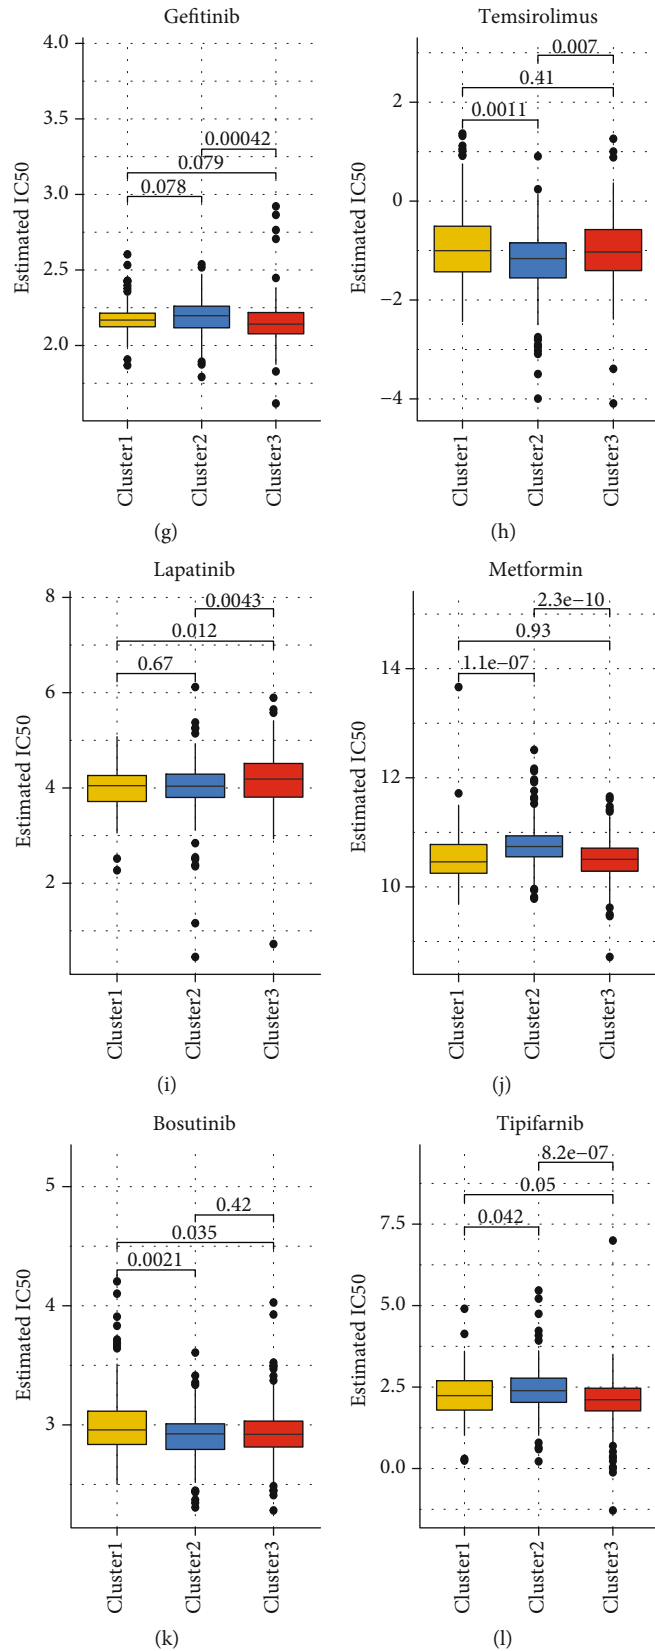 Gefitinib
Estimated IC50
4.0
3.5
3.0
2.5
2.0
0.00042
0.079
0.078
Cluster1
Cluster2
Cluster3
(g)
Temsirolimus
Estimated IC50
2
0
−2
−4
0.007
0.41
0.0011
Cluster1
Cluster2
Cluster3
(h)
Lapatinib
Estimated IC50
8
6
4
2
0.0043
0.012
0.67
Cluster1
Cluster2
Cluster3
(i)
Metformin
Estimated IC50
14
12
10
2.3e−10
0.93
1.1e−07
Cluster1
Cluster2
Cluster3
(j)
Bosutinib
Estimated IC50
5
4
3
0.42
0.035
0.0021
Cluster1
Cluster2
Cluster3
(k)
Tipifarnib
Estimated IC50
7.5
5.0
2.5
0.0
8.2e−07
0.05
0.042
Cluster1
Cluster2
Cluster3
(l)